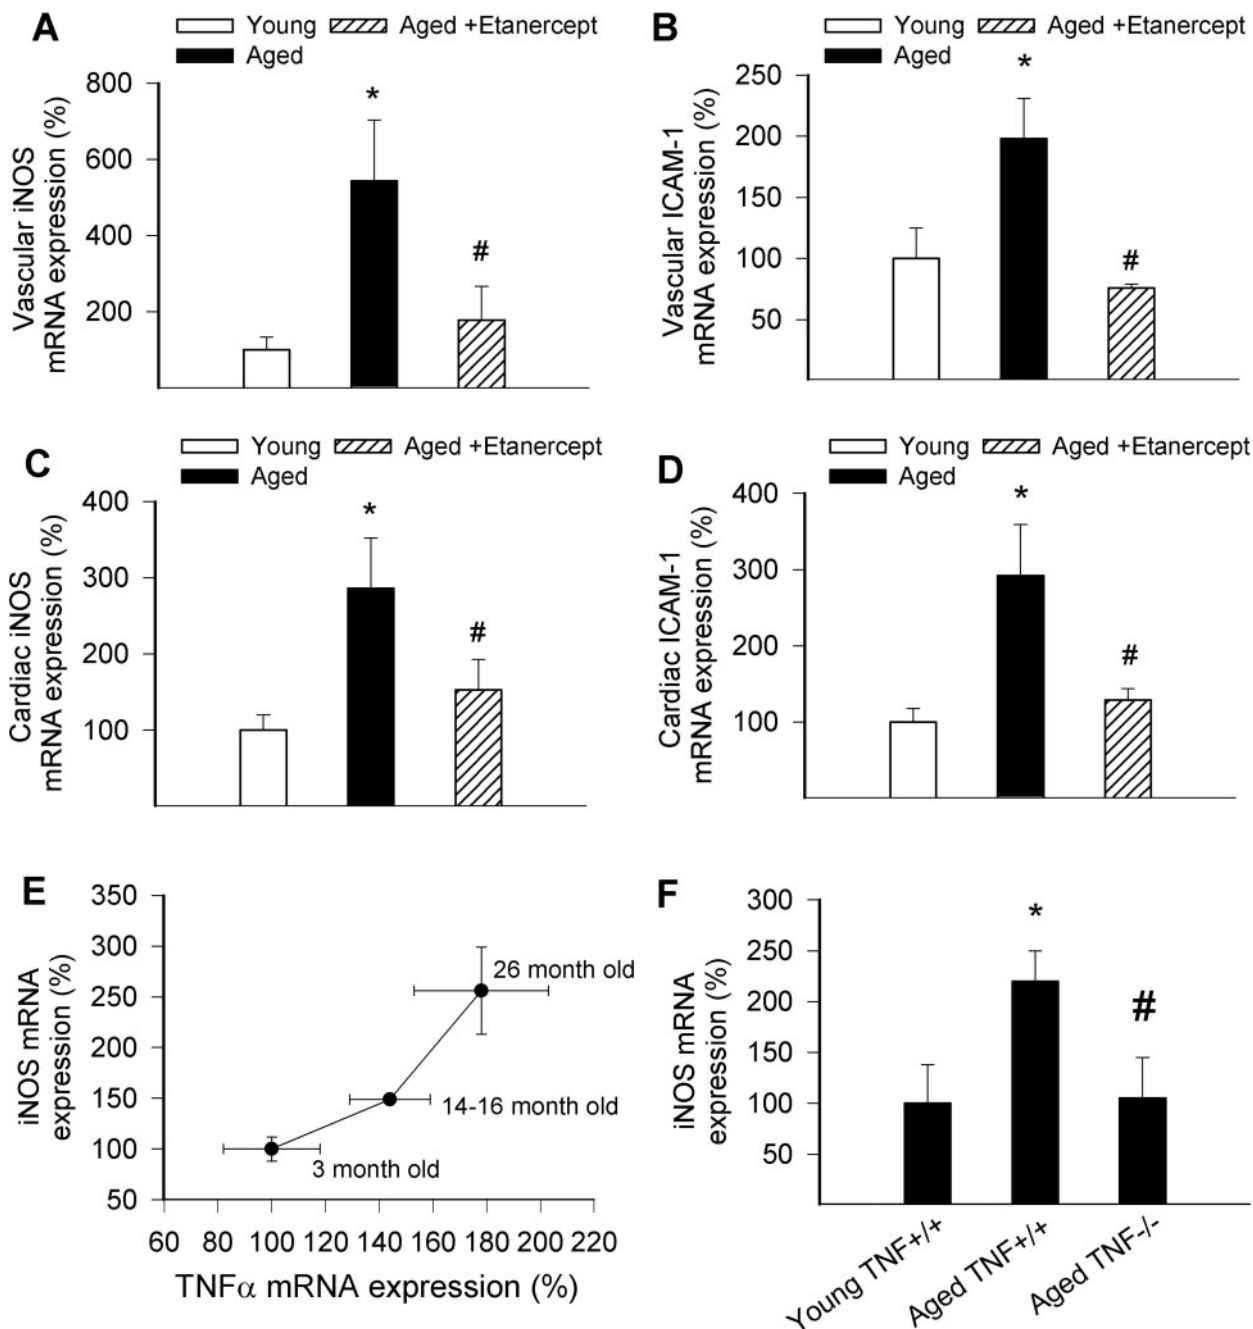 A
Young
Aged +Etanercept
Aged
Vascular iNOS
mRNA expression (%)
800
600
400
200
*
#
B
Young
Aged +Etanercept
Aged
Vascular ICAM-1
mRNA expression (%)
250
200
150
100
50
*
#
C
Young
Aged +Etanercept
Aged
Cardiac iNOS
mRNA expression (%)
400
300
200
100
*
#
D
Young
Aged +Etanercept
Aged
Cardiac ICAM-1
mRNA expression (%)
400
300
200
100
*
#
E
iNOS mRNA
expression (%)
350
300
250
200
150
100
50
26 month old
14-16 month old
3 month old
60 80 100 120 140 160 180 200 220
TNFα mRNA expression (%)
F
iNOS mRNA
expression (%)
300
250
200
150
100
50
*
#
Young TNF+/+
Aged TNF+/+
Aged TNF-/-